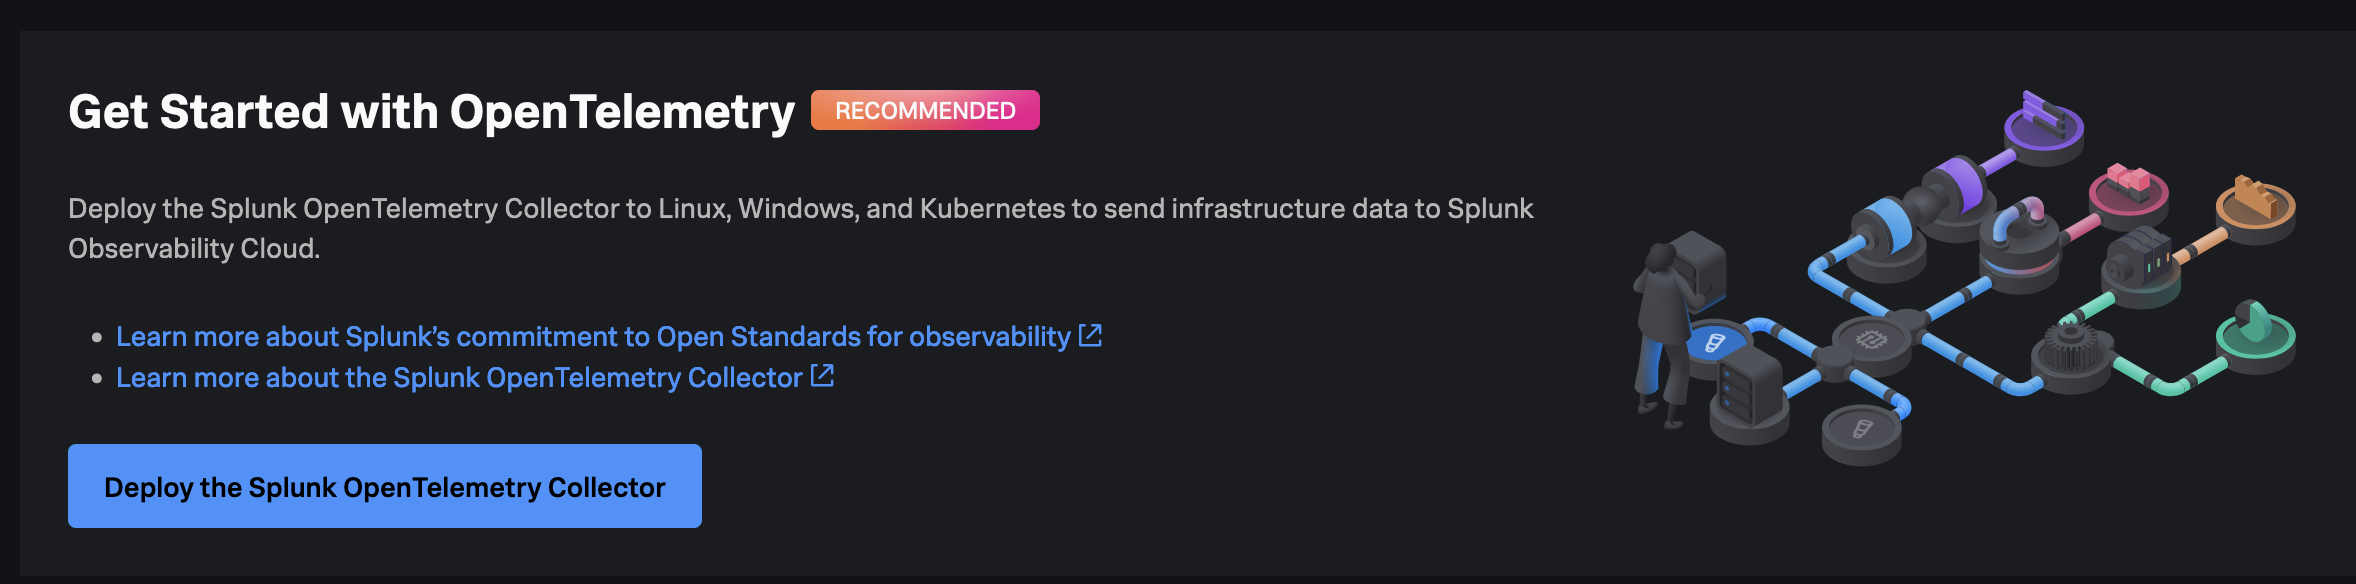 Get Started with OpenTelemetry RECOMMENDED
Deploy the Splunk OpenTelemetry Collector to Linux, Windows, and Kubernetes to send infrastructure data to Splunk
Observability Cloud.
• Learn more about Splunk’s commitment to Open Standards for observability
• Learn more about the Splunk OpenTelemetry Collector
Deploy the Splunk OpenTelemetry Collector